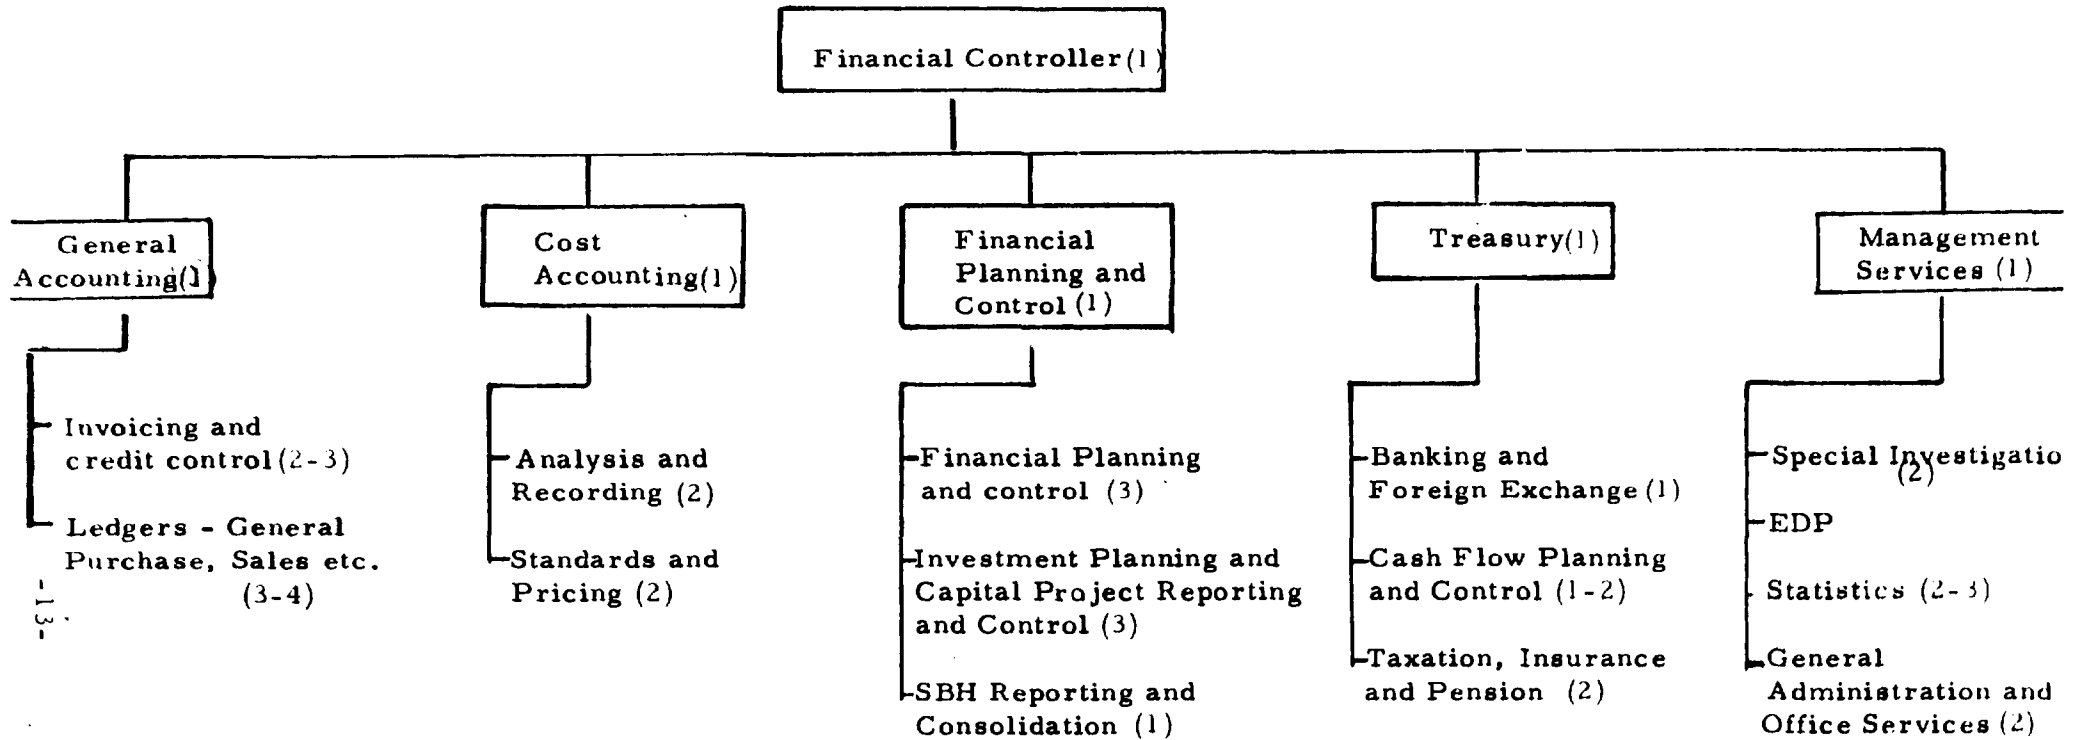 Financial Controller (1)
General
Accounting(1)
Cost
Accounting(1)
Financial
Planning and
Control (1)
Treasury(1)
Management
Services (1)
Invoicing and
credit control (2-3)
Ledgers - General
Purchase, Sales etc.
(3-4)
Analysis and
Recording (2)
Standards and
Pricing (2)
Financial Planning
and control (3)
Investment Planning and
Capital Project Reporting
and Control (3)
SBH Reporting and
Consolidation (1)
Banking and
Foreign Exchange (1)
Cash Flow Planning
and Control (1-2)
Taxation, Insurance
and Pension (2)
Special Investigatio
(2)
EDP
Statistics (2-3)
General
Administration and
Office Services (2)
-13-